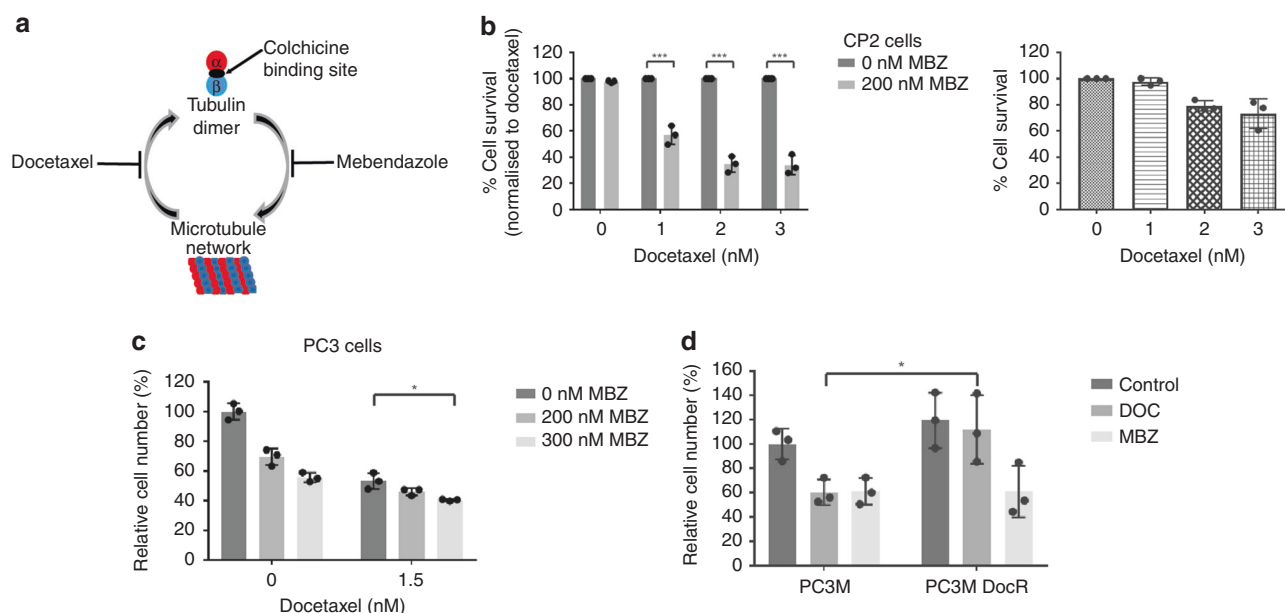 a
Colchicine
binding site
α
β
Tubulin
dimer
Docetaxel
Mebendazole
Microtubule
network
b
CP2 cells
0 nM MBZ
200 nM MBZ
% Cell survival
(normalised to docetaxel)
120
100
80
60
40
20
0
***
***
***
0 1 2 3
Docetaxel (nM)
% Cell survival
120
100
80
60
40
20
0
0 1 2 3
Docetaxel (nM)
c
PC3 cells
Relative cell number (%)
120
100
80
60
40
20
0
*
0 1.5
Docetaxel (nM)
0 nM MBZ
200 nM MBZ
300 nM MBZ
d
Relative cell number (%)
160
140
120
100
80
60
40
20
0
*
PC3M PC3M DocR
Control
DOC
MBZ